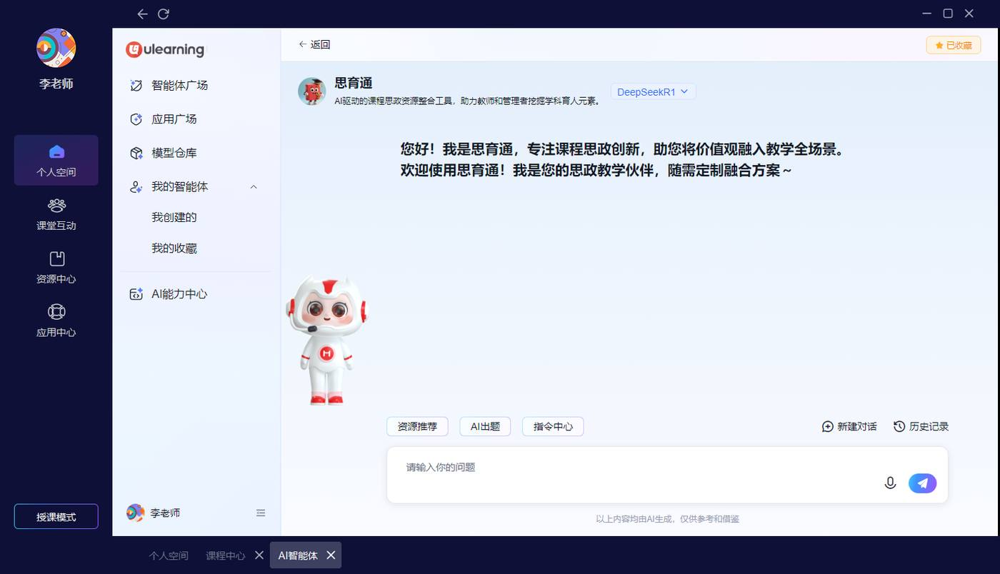 李老师
个人空间
课堂互动
资源中心
应用中心
授课模式
ulearning
智能体广场
应用广场
模型仓库
我的智能体
我创建的
我的收藏
AI能力中心
李老师
返回
已收藏
思育通
AI驱动的课程思政资源整合工具，助力教师和管理者挖掘学科育人元素。
DeepSeekR1
您好！我是思育通，专注课程思政创新，助您将价值观融入教学全场景。
欢迎使用思育通！我是您的思政教学伙伴，随需定制融合方案～
M
资源推荐
AI出题
指令中心
新建对话
历史记录
请输入你的问题
以上内容均由AI生成，仅供参考和借鉴
个人空间
课程中心
AI智能体